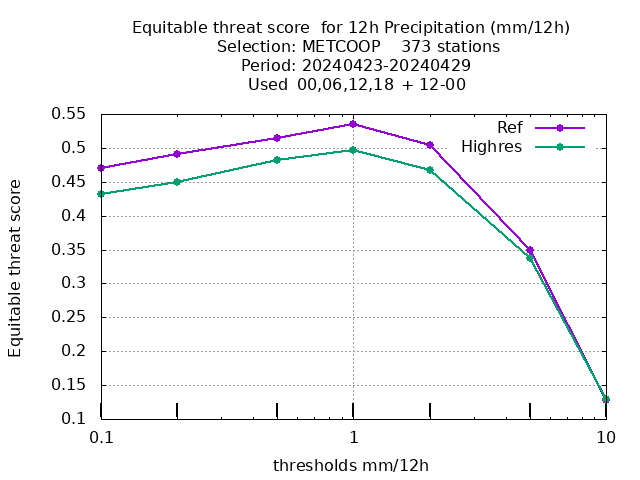 Equitable threat score  for 12h Precipitation (mm/12h)
Selection: METCOOP    373 stations
Period: 20240423-20240429
Used  00,06,12,18  + 12-00
Ref
Highres
0.55
0.5
0.45
0.4
0.35
0.3
0.25
0.2
0.15
0.1
Equitable threat score
0.1
1
10
thresholds mm/12h